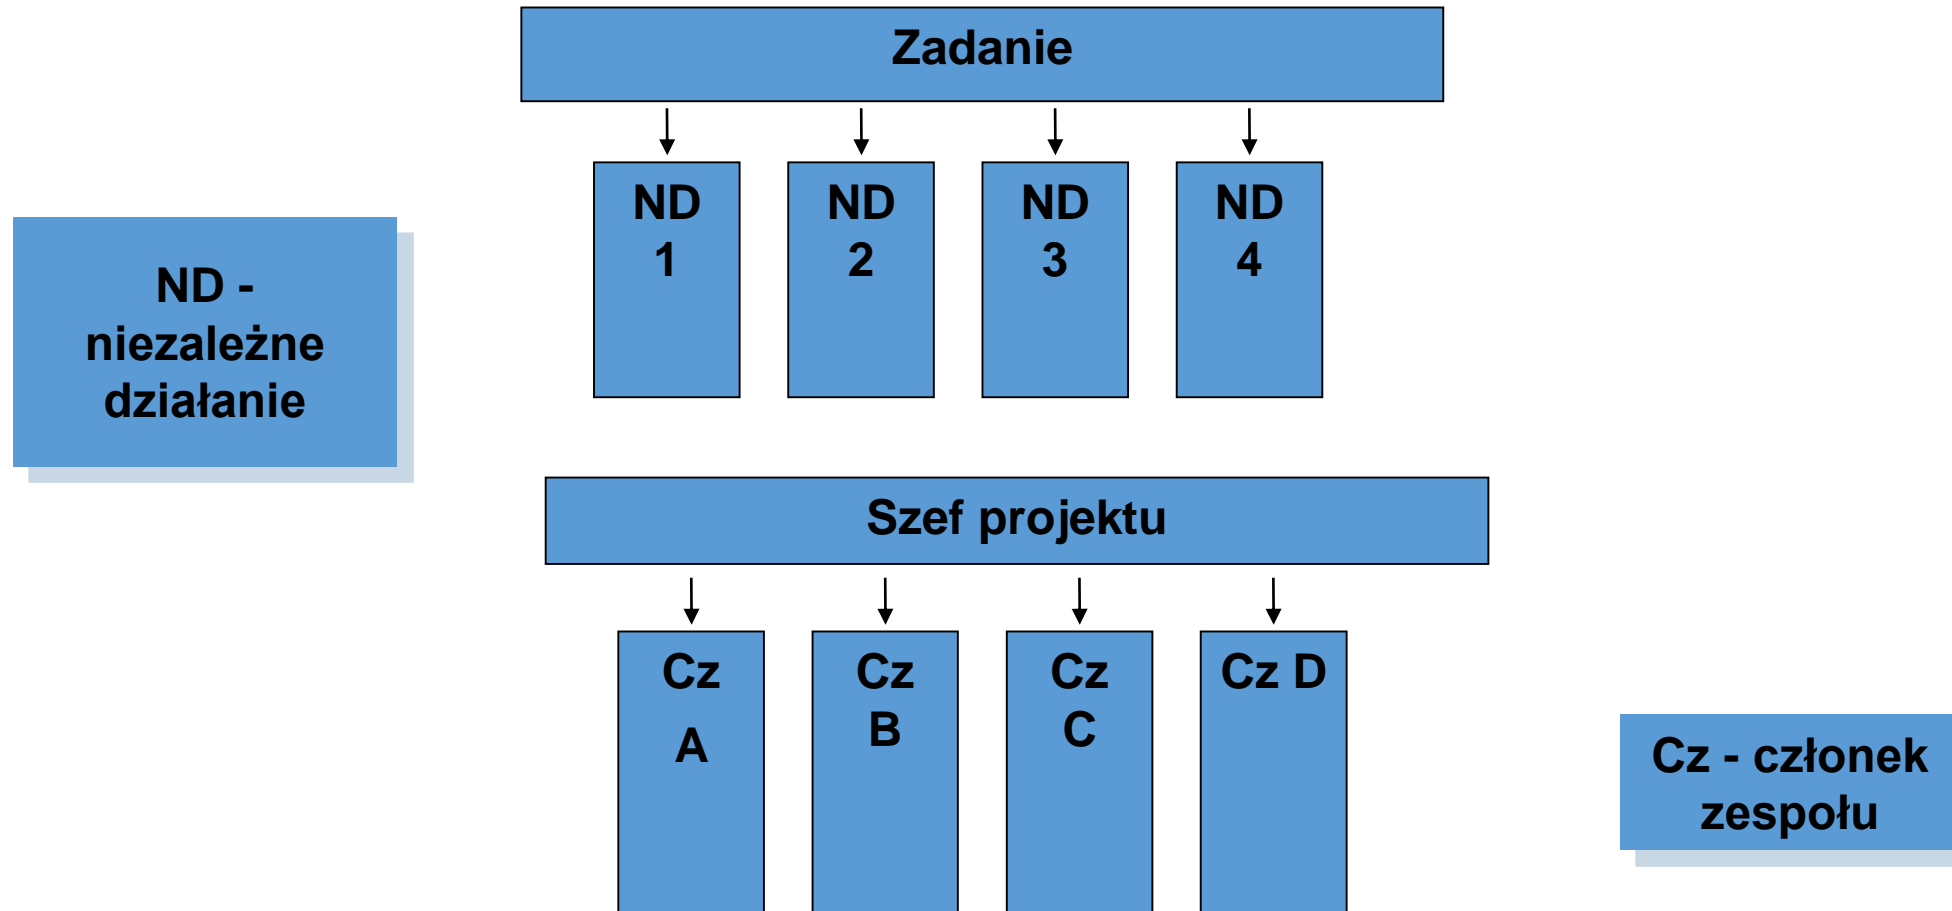 Zadanie
ND
1
ND
2
ND
3
ND
4
ND -
niezależne
działanie
Szef projektu
Cz
A
Cz
B
Cz
C
Cz D
Cz - członek
zespołu